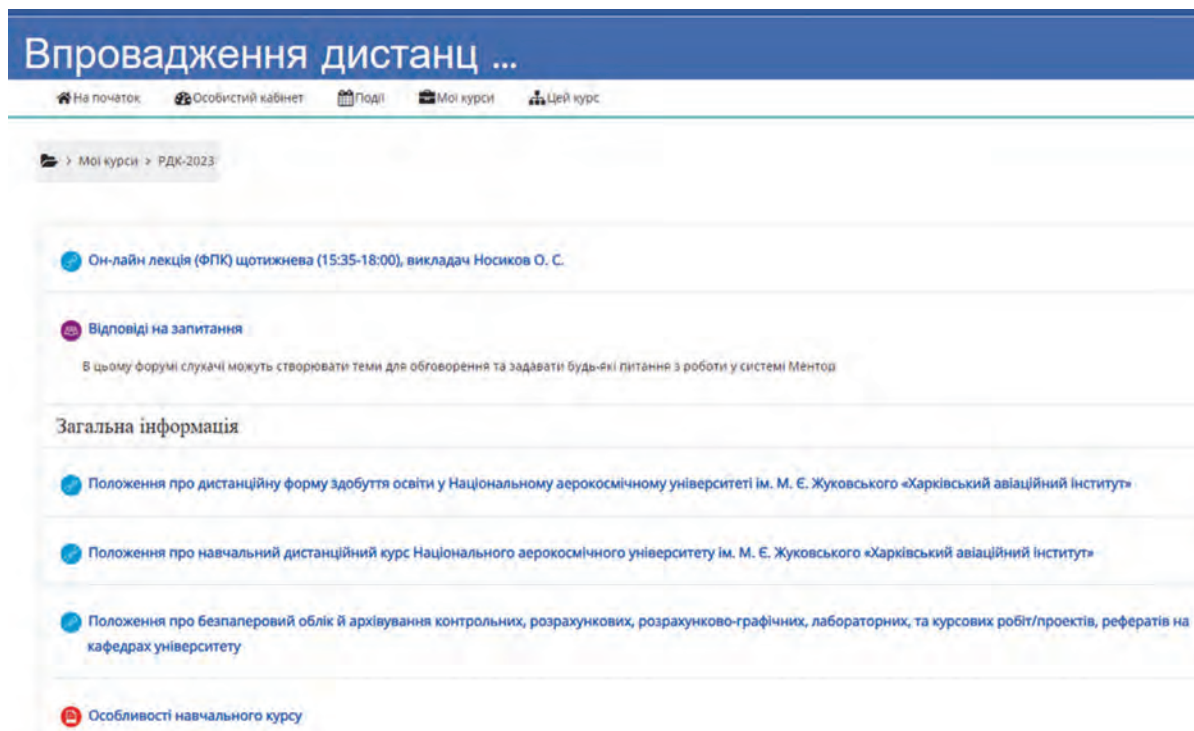 Впровадження дистанц ...
На початок Особистий кабінет Події Мої курси Цей курс
> Мої курси > РДК-2023
Он-лайн лекція (ФПК) щотижнева (15:35-18:00), викладач Носиков О. С.
Відповіді на запитання
В цьому форумі слухачі можуть створювати теми для обговорення та задавати будь-які питання з роботи у системі Ментор
Загальна інформація
Положення про дистанційну форму здобуття освіти у Національному аерокосмічному університеті ім. М. Є. Жуковського «Харківський авіаційний інститут»
Положення про навчальний дистанційний курс Національного аерокосмічного університету ім. М. Є. Жуковського «Харківський авіаційний інститут»
Положення про безпаперовий облік й архівування контрольних, розрахункових, розрахунково-графічних, лабораторних, та курсових робіт/проектів, рефератів на
кафедрах університету
Особливості навчального курсу